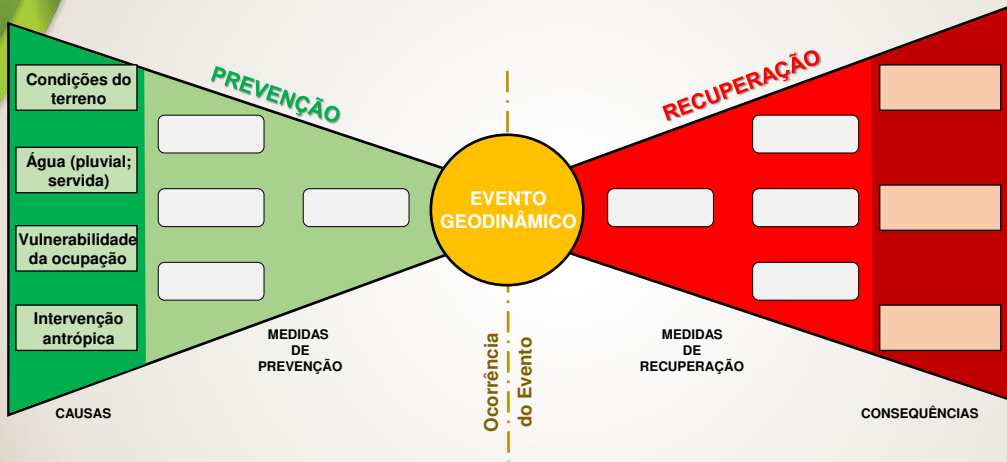 PREVENÇÃO
RECUPERAÇÃO
Condições do
terreno
Água (pluvial;
servida)
Vulnerabilidade
da ocupação
Intervenção
antrópica
EVENTO
GEODINÂMICO
MEDIDAS
DE
PREVENÇÃO
MEDIDAS
DE
RECUPERAÇÃO
Ocorrência
do Evento
CAUSAS
CONSEQUÊNCIAS